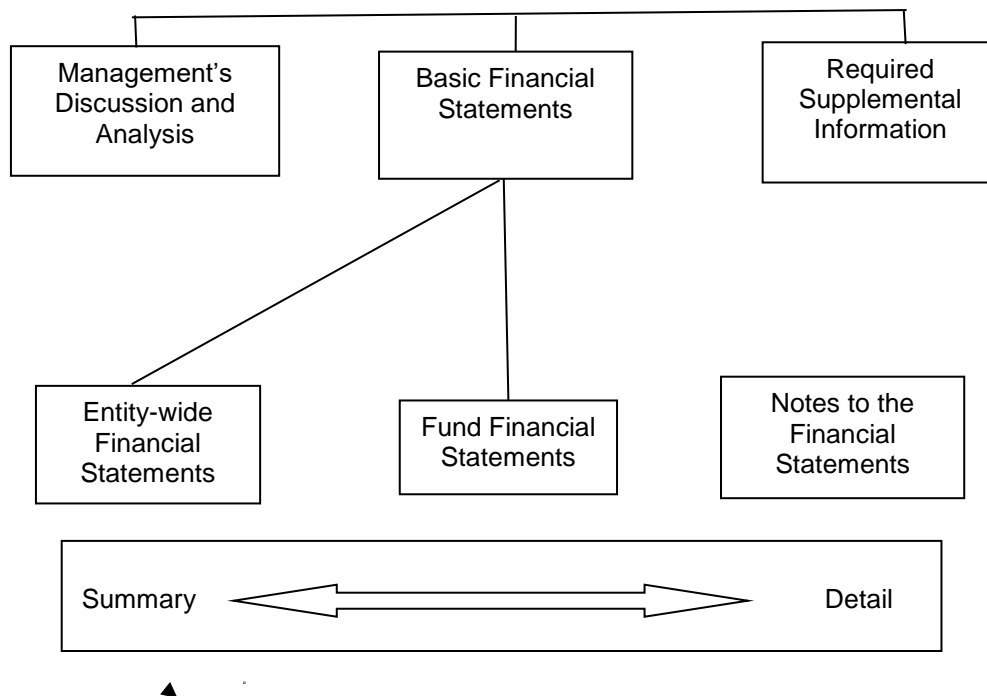 Management’s
Discussion and
Analysis
Basic Financial
Statements
Required
Supplemental
Information
Entity-wide
Financial
Statements
Fund Financial
Statements
Notes to the
Financial
Statements
Summary
Detail